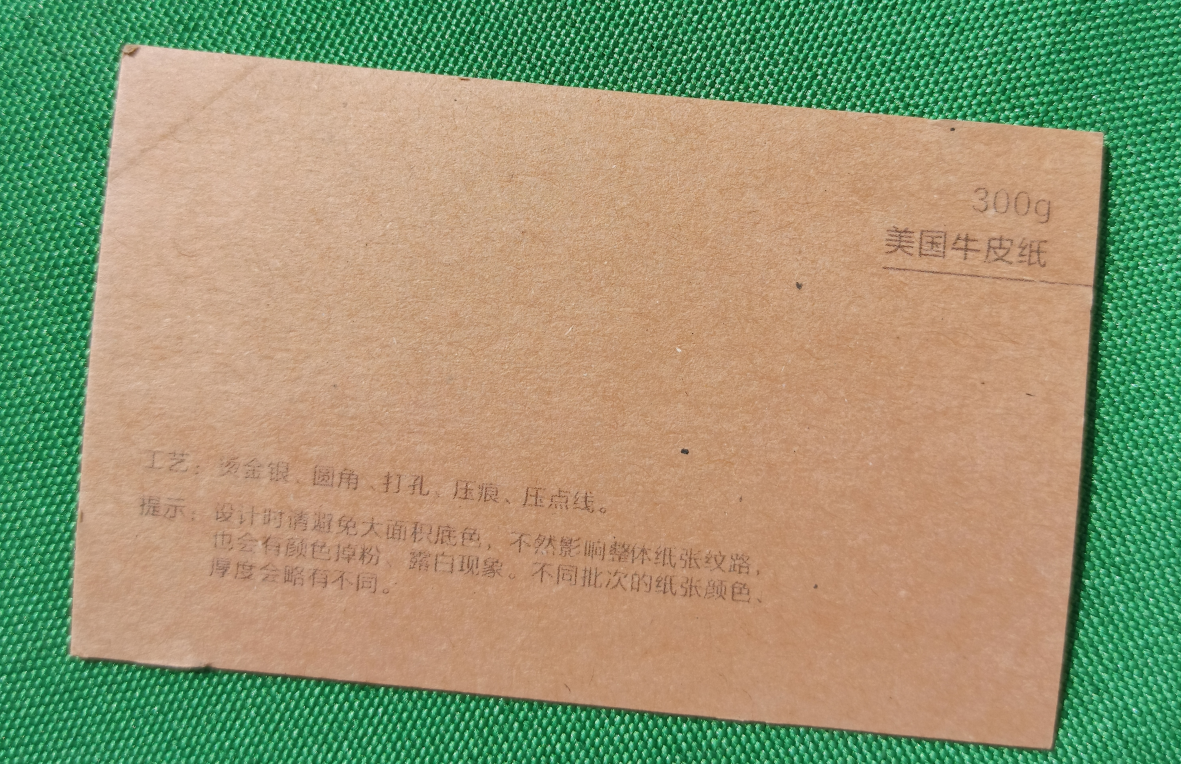 300g
美国牛皮纸
工艺：烫金银、圆角、打孔、压痕、压点线。
提示：设计时请避免大面积底色，不然影响整体纸张纹路，
也会有颜色掉粉、露白现象。不同批次的纸张颜色、
厚度会略有不同。